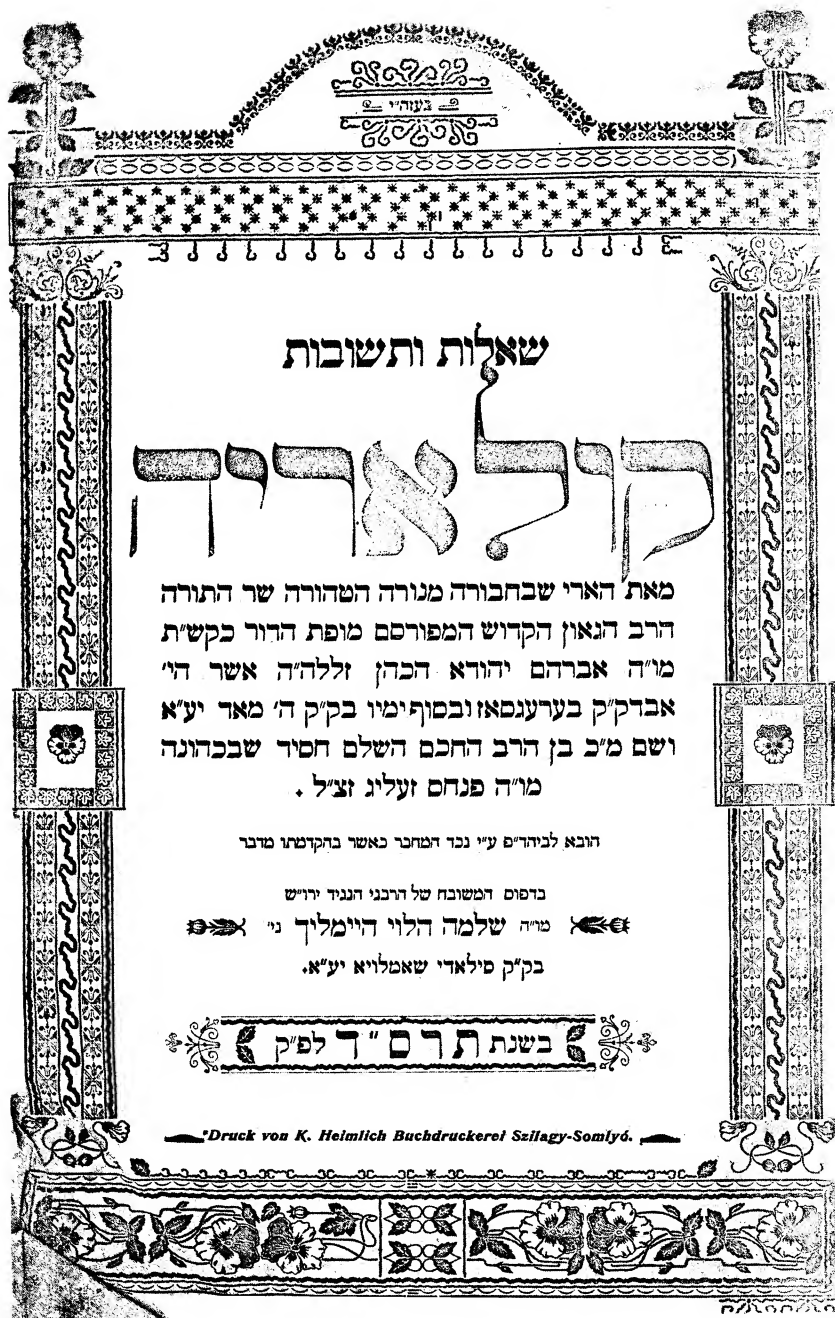 בעזה״י
שאלות ותשובות
קול אריה
מאת הארי שבחבורה מנורה הטהורה שר התורה
הרב הגאון הקדוש המפורסם מופת הדור כקש״ת
מו״ה אברהם יהודא הכהן זללה״ה אשר הי׳
אבדק״ק בערעגסאז ובסוף ימיו בק״ק ה׳ מאד יע״א
ושם מ״כ בן הרב החכם השלם חסיד שבכהונה
מו״ה פנחס זעליג זצ״ל .
הובא לביהד״פ ע״י נכד המחבר כאשר בהקדמתו מדבר
בדפוס המשובח של הרבני הנגיד ירו״ש
מו״ה שלמה הלוי היימליך ני׳
בק״ק סילאדי שאמלויא יע״א.
בשנת תרס״ד לפ״ק
Druck von K. Heimlich Buchdruckerei Szilagy-Somlyó.